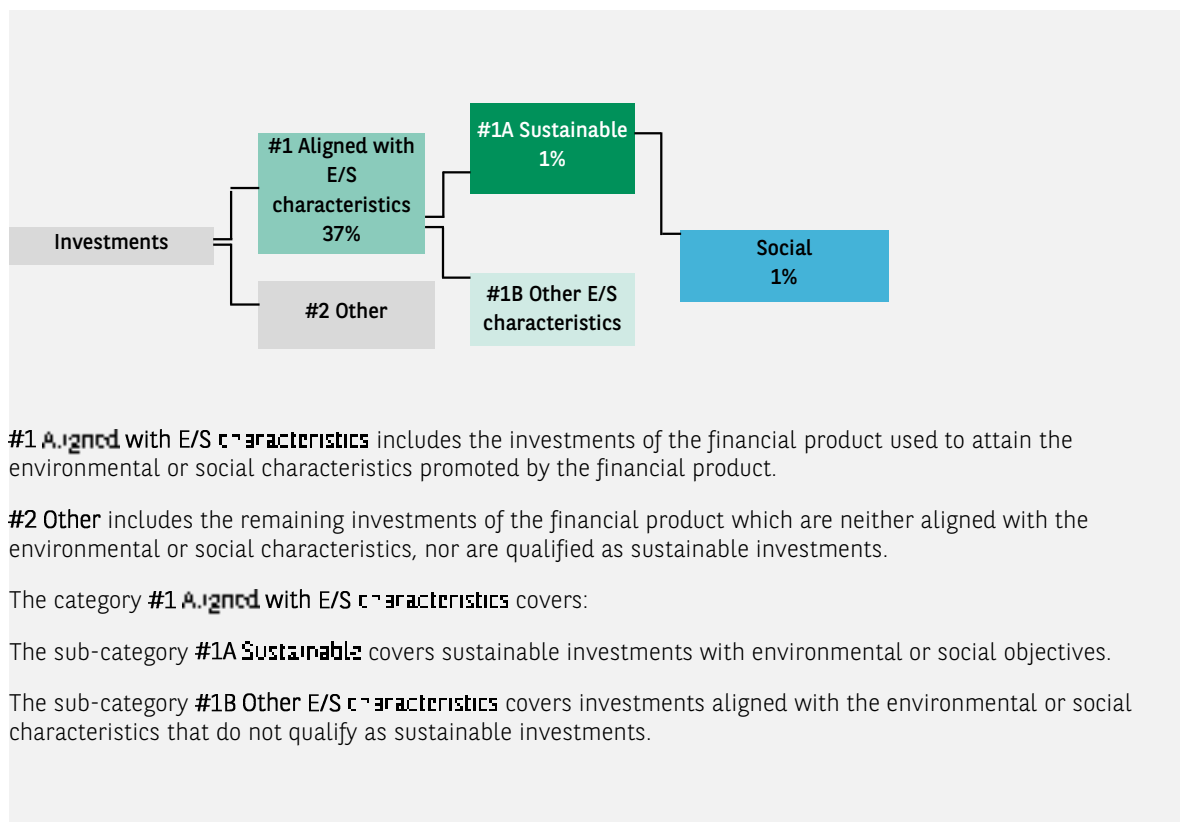 #1A Sustainable
1%
#1 Aligned with
E/S
characteristics
37%
Investments
Social
1%
#2 Other
#1B Other E/S
characteristics
#1 Aligned with E/S characteristics includes the investments of the financial product used to attain the
environmental or social characteristics promoted by the financial product.
#2 Other includes the remaining investments of the financial product which are neither aligned with the
environmental or social characteristics, nor are qualified as sustainable investments.
The category #1 Aligned with E/S characteristics covers:
The sub-category #1A Sustainable covers sustainable investments with environmental or social objectives.
The sub-category #1B Other E/S characteristics covers investments aligned with the environmental or social
characteristics that do not qualify as sustainable investments.